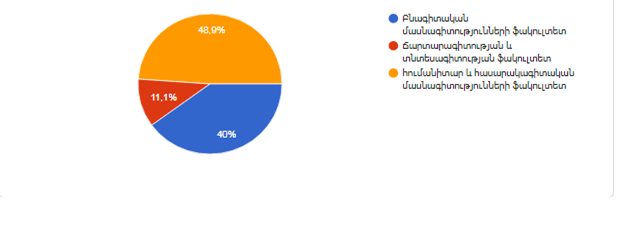 48,9%
11,1%
40%
Բնագիտական
մասնագիտությունների ֆակուլտետ
Ճարտարագիտության և
տնտեսագիտության ֆակուլտետ
հումանիտար և հասարակագիտական
մասնագիտությունների ֆակուլտետ